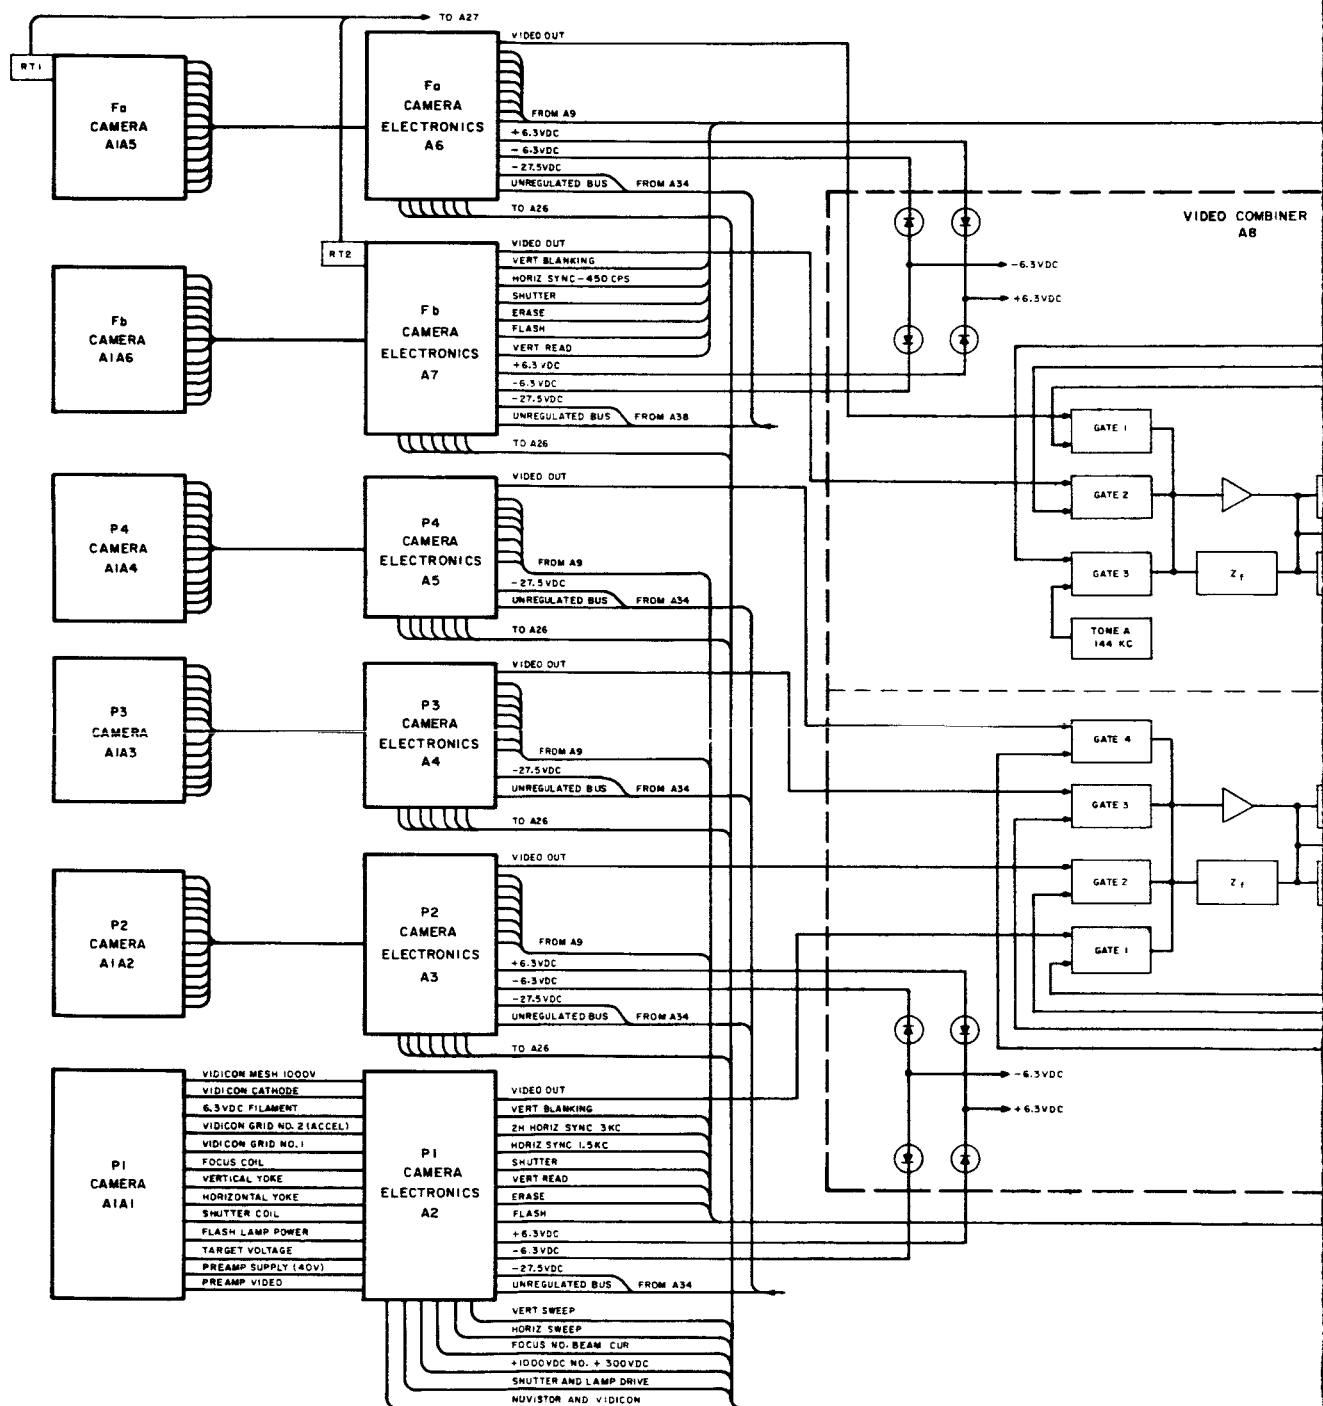 TO A27
RT1
Fa
CAMERA
A1A5
Fa
CAMERA
ELECTRONICS
A6
VIDEO OUT
FROM A9
+6.3VDC
-6.3VDC
-27.5VDC
UNREGULATED BUS
FROM A34
TO A26
VIDEO COMBINER
A8
-6.3VDC
+6.3VDC
RT2
Fb
CAMERA
A1A6
Fb
CAMERA
ELECTRONICS
A7
VIDEO OUT
VERT BLANKING
HORIZ SYNC-450 CPS
SHUTTER
ERASE
FLASH
VERT READ
+6.3 VDC
-6.3 VDC
-27.5VDC
UNREGULATED BUS
FROM A38
TO A26
GATE 1
GATE 2
GATE 3
Zf
TONE A
144 KC
P4
CAMERA
A1A4
P4
CAMERA
ELECTRONICS
A5
VIDEO OUT
FROM A9
-27.5VDC
UNREGULATED BUS
FROM A34
TO A26
P3
CAMERA
A1A3
P3
CAMERA
ELECTRONICS
A4
VIDEO OUT
FROM A9
-27.5VDC
UNREGULATED BUS
FROM A34
TO A26
GATE 4
GATE 3
GATE 2
Zf
GATE 1
P2
CAMERA
A1A2
P2
CAMERA
ELECTRONICS
A3
VIDEO OUT
FROM A9
+6.3VDC
-6.3VDC
-27.5VDC
UNREGULATED BUS
FROM A34
TO A26
-6.3VDC
+6.3VDC
P1
CAMERA
A1A1
VIDICON MESH 1000V
VIDICON CATHODE
6.3VDC FILAMENT
VIDICON GRID NO. 2 (ACCEL)
VIDICON GRID NO. 1
FOCUS COIL
VERTICAL YOKE
HORIZONTAL YOKE
SHUTTER COIL
FLASH LAMP POWER
TARGET VOLTAGE
PREAMP SUPPLY (40V)
PREAMP VIDEO
P1
CAMERA
ELECTRONICS
A2
VIDEO OUT
VERT BLANKING
2H HORIZ SYNC 3KC
HORIZ SYNC 1.5KC
SHUTTER
VERT READ
ERASE
FLASH
+6.3VDC
-6.3VDC
-27.5VDC
UNREGULATED BUS
FROM A34
VERT SWEEP
HORIZ SWEEP
FOCUS NO. BEAM CUR
+1000VDC NO. + 300VDC
SHUTTER AND LAMP DRIVE
NUVISTOR AND VIDICON